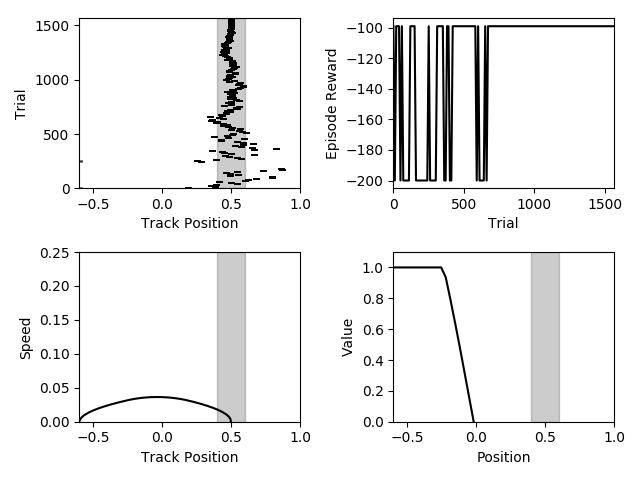 1500
1000
500
0
Trial
−0.5 0.0 0.5 1.0
Track Position
−100
−120
−140
−160
−180
−200
Episode Reward
0 500 1000 1500
Trial
0.25
0.20
0.15
0.10
0.05
0.00
Speed
−0.5 0.0 0.5 1.0
Track Position
1.0
0.8
0.6
0.4
0.2
0.0
Value
−0.5 0.0 0.5 1.0
Position